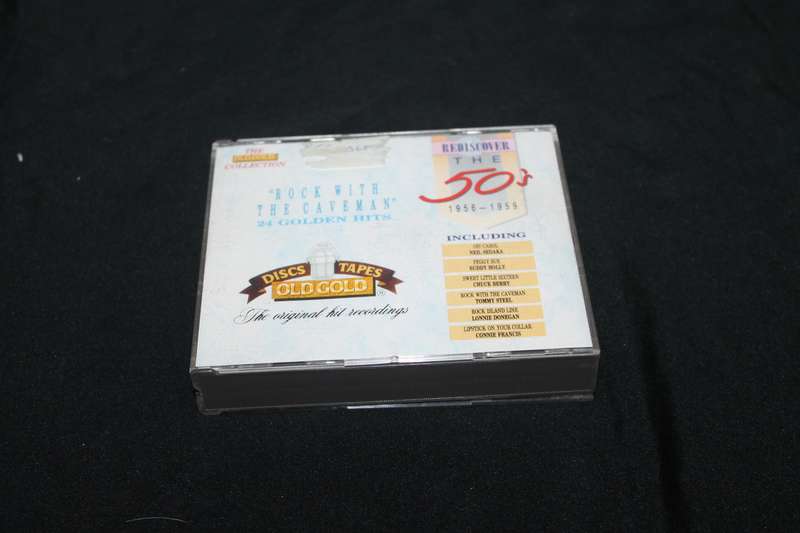 THE
OLD GOLD
COLLECTION
"ROCK WITH
THE CAVEMAN"
24 GOLDEN HITS
DISCS TAPES
OLD GOLD
The original hit recordings
REDISCOVER
THE
50's
1956-1959
INCLUDING
OH! CAROL
NEIL SEDAKA
PEGGY SUE
BUDDY HOLLY
SWEET LITTLE SIXTEEN
CHUCK BERRY
ROCK WITH THE CAVEMAN
TOMMY STEEL
ROCK ISLAND LINE
LONNIE DONEGAN
LIPSTICK ON YOUR COLLAR
CONNIE FRANCIS